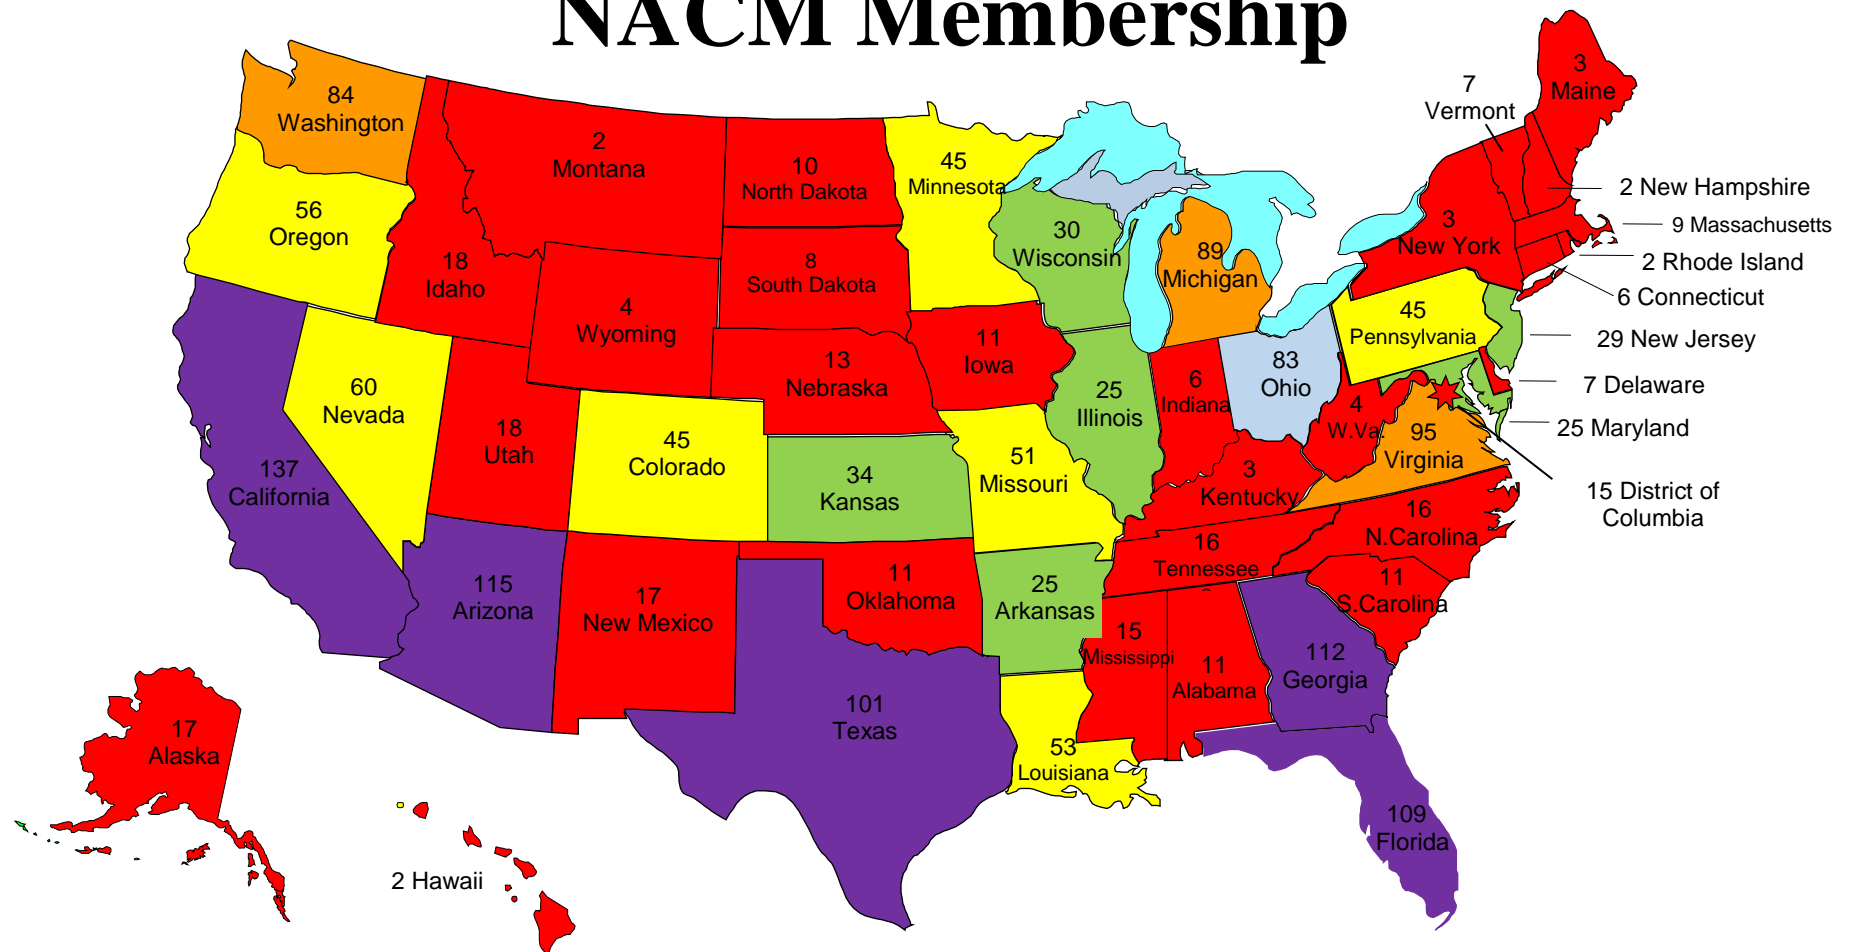 NACM Membership
3
Maine
7
Vermont
84
Washington
2
Montana
10
North Dakota
45
Minnesota
2 New Hampshire
56
Oregon
3
New York
9 Massachusetts
30
Wisconsin
89
Michigan
18
Idaho
8
South Dakota
2 Rhode Island
6 Connecticut
4
Wyoming
45
Pennsylvania
29 New Jersey
11
Iowa
13
Nebraska
83
Ohio
6
Indiana
7 Delaware
60
Nevada
25
Illinois
4
W.Va.
25 Maryland
18
Utah
45
Colorado
95
Virginia
51
Missouri
137
California
34
Kansas
3
Kentucky
15 District of
Columbia
16
N.Carolina
16
Tennessee
115
Arizona
17
New Mexico
11
Oklahoma
25
Arkansas
11
S.Carolina
15
Mississippi
11
Alabama
112
Georgia
101
Texas
17
Alaska
53
Louisiana
109
Florida
2 Hawaii